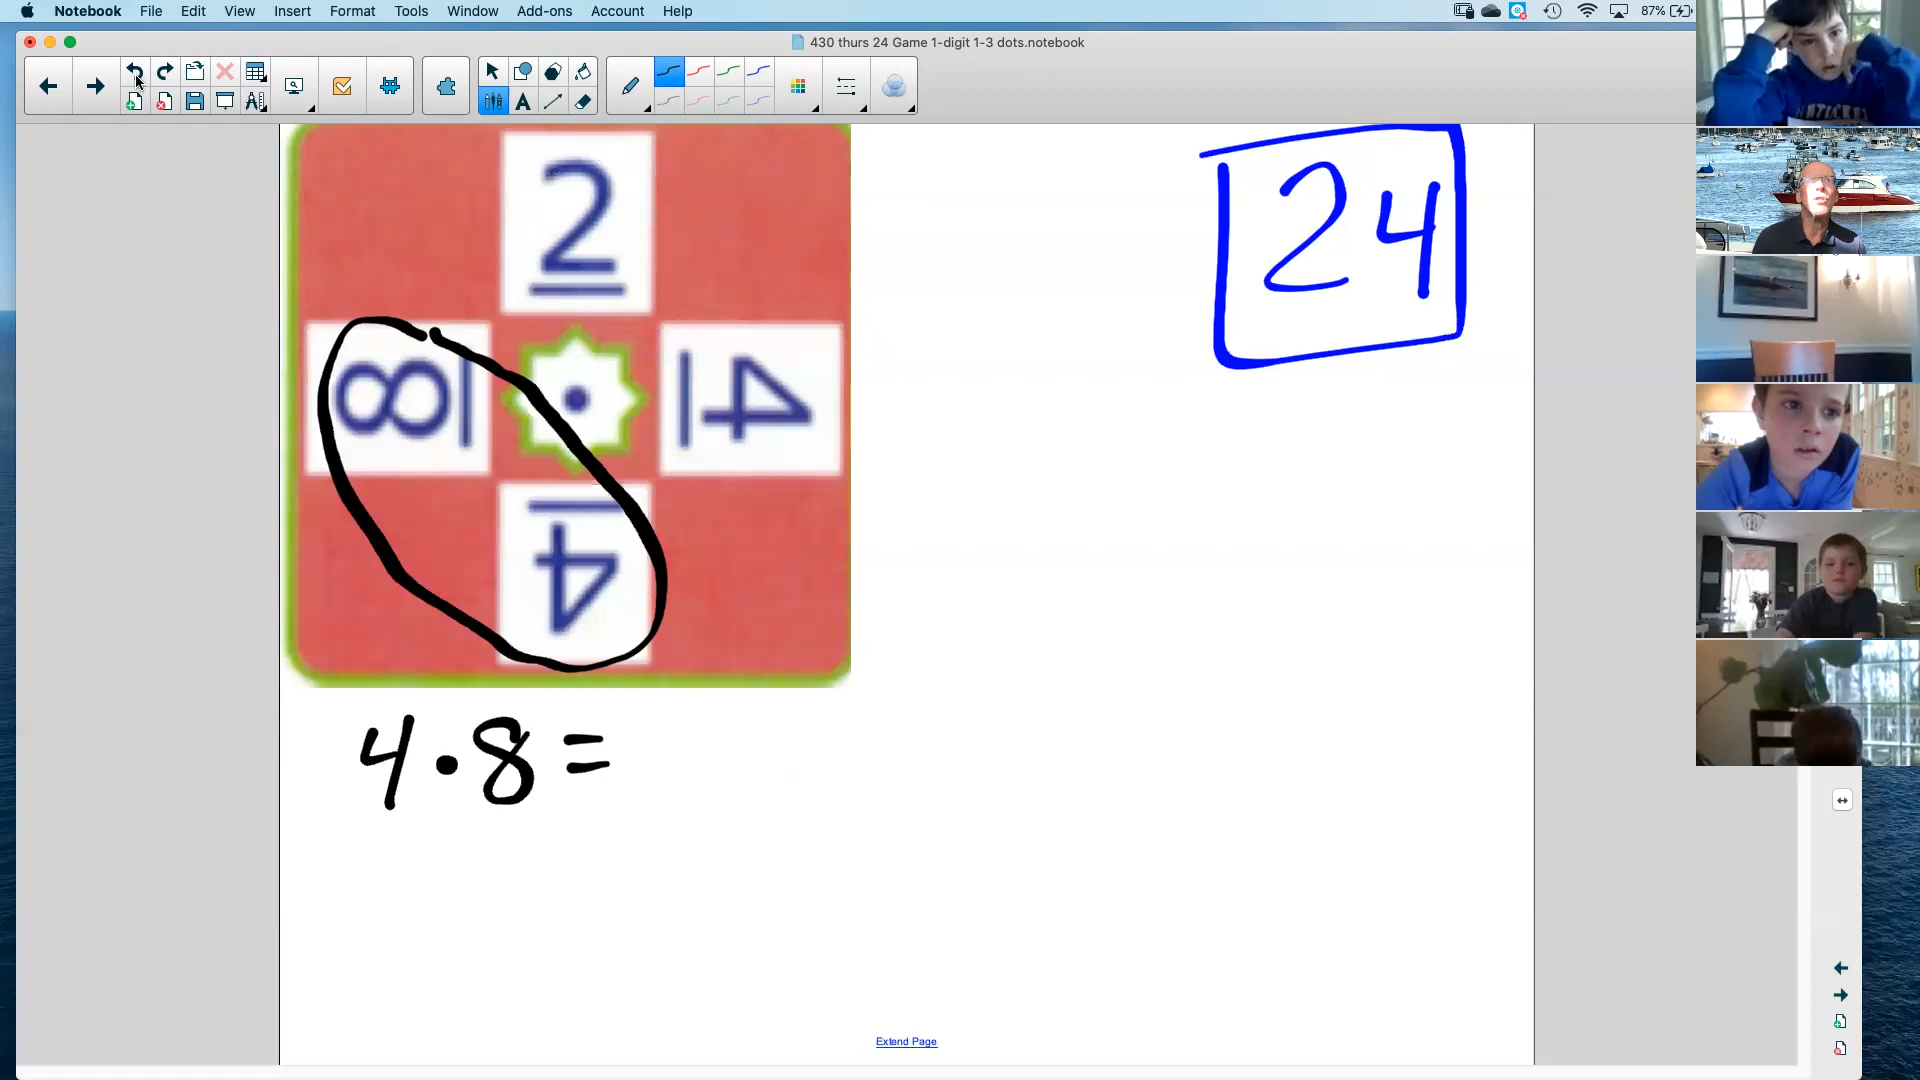 Notebook File Edit View Insert Format Tools Window Add-ons Account Help 87%
430 thurs 24 Game 1-digit 1-3 dots.notebook
2
24
8
4
4
4 • 8 =
Extend Page